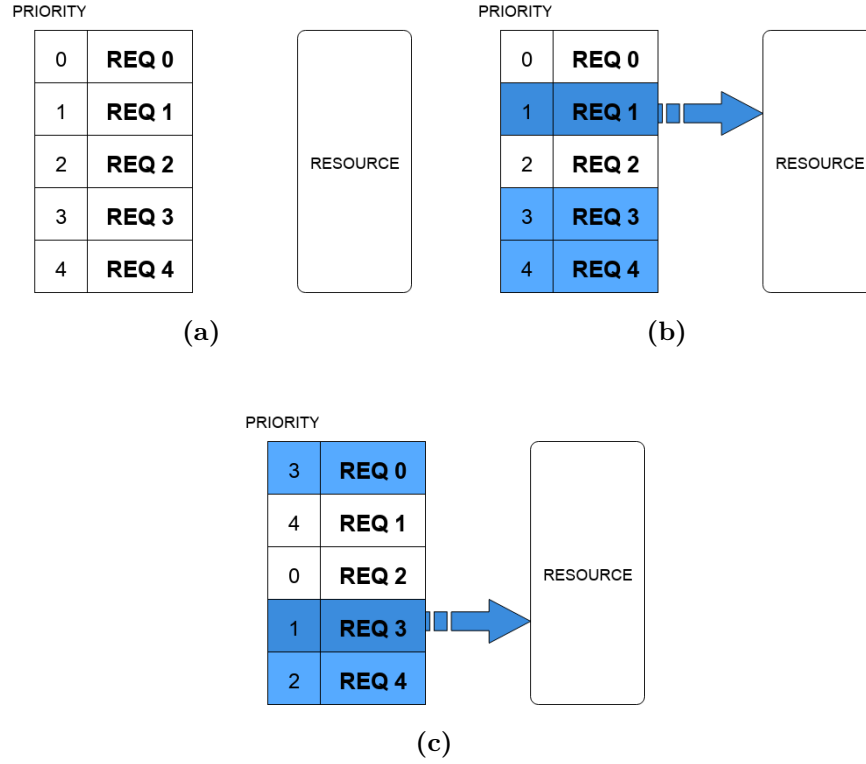 PRIORITY
0 REQ 0
1 REQ 1
2 REQ 2
3 REQ 3
4 REQ 4
RESOURCE
(a)
PRIORITY
0 REQ 0
1 REQ 1
2 REQ 2
3 REQ 3
4 REQ 4
RESOURCE
(b)
PRIORITY
3 REQ 0
4 REQ 1
0 REQ 2
1 REQ 3
2 REQ 4
RESOURCE
(c)